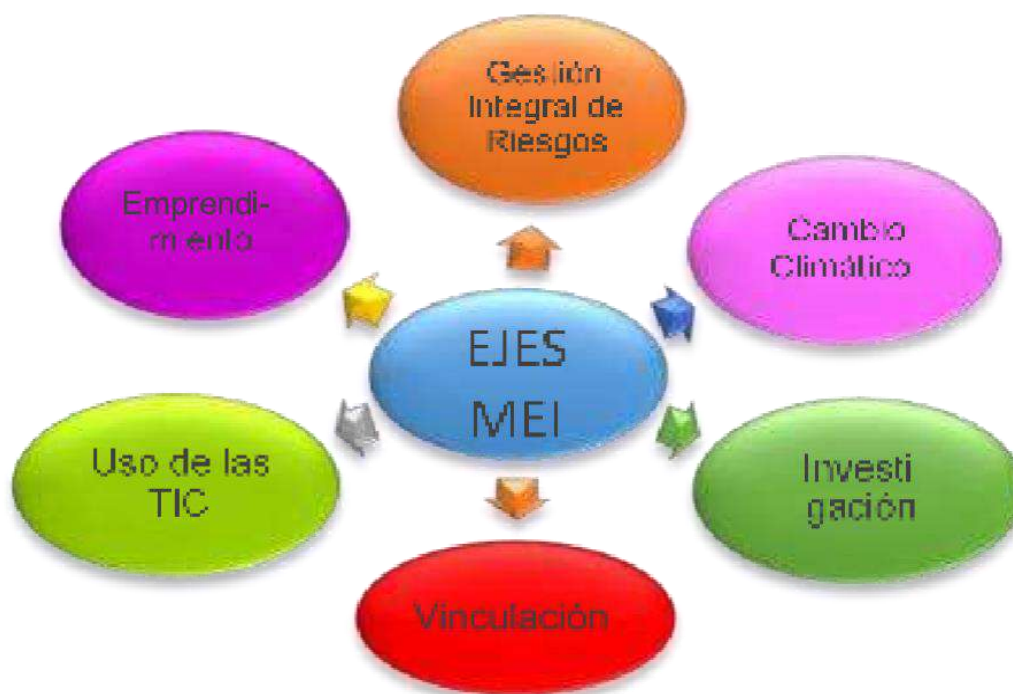 Gestión
Integral de
Riesgos
Emprendi-
miento
Cambio
Climático
EJES
MEI
Uso de las
TIC
Investi
gación
Vinculación